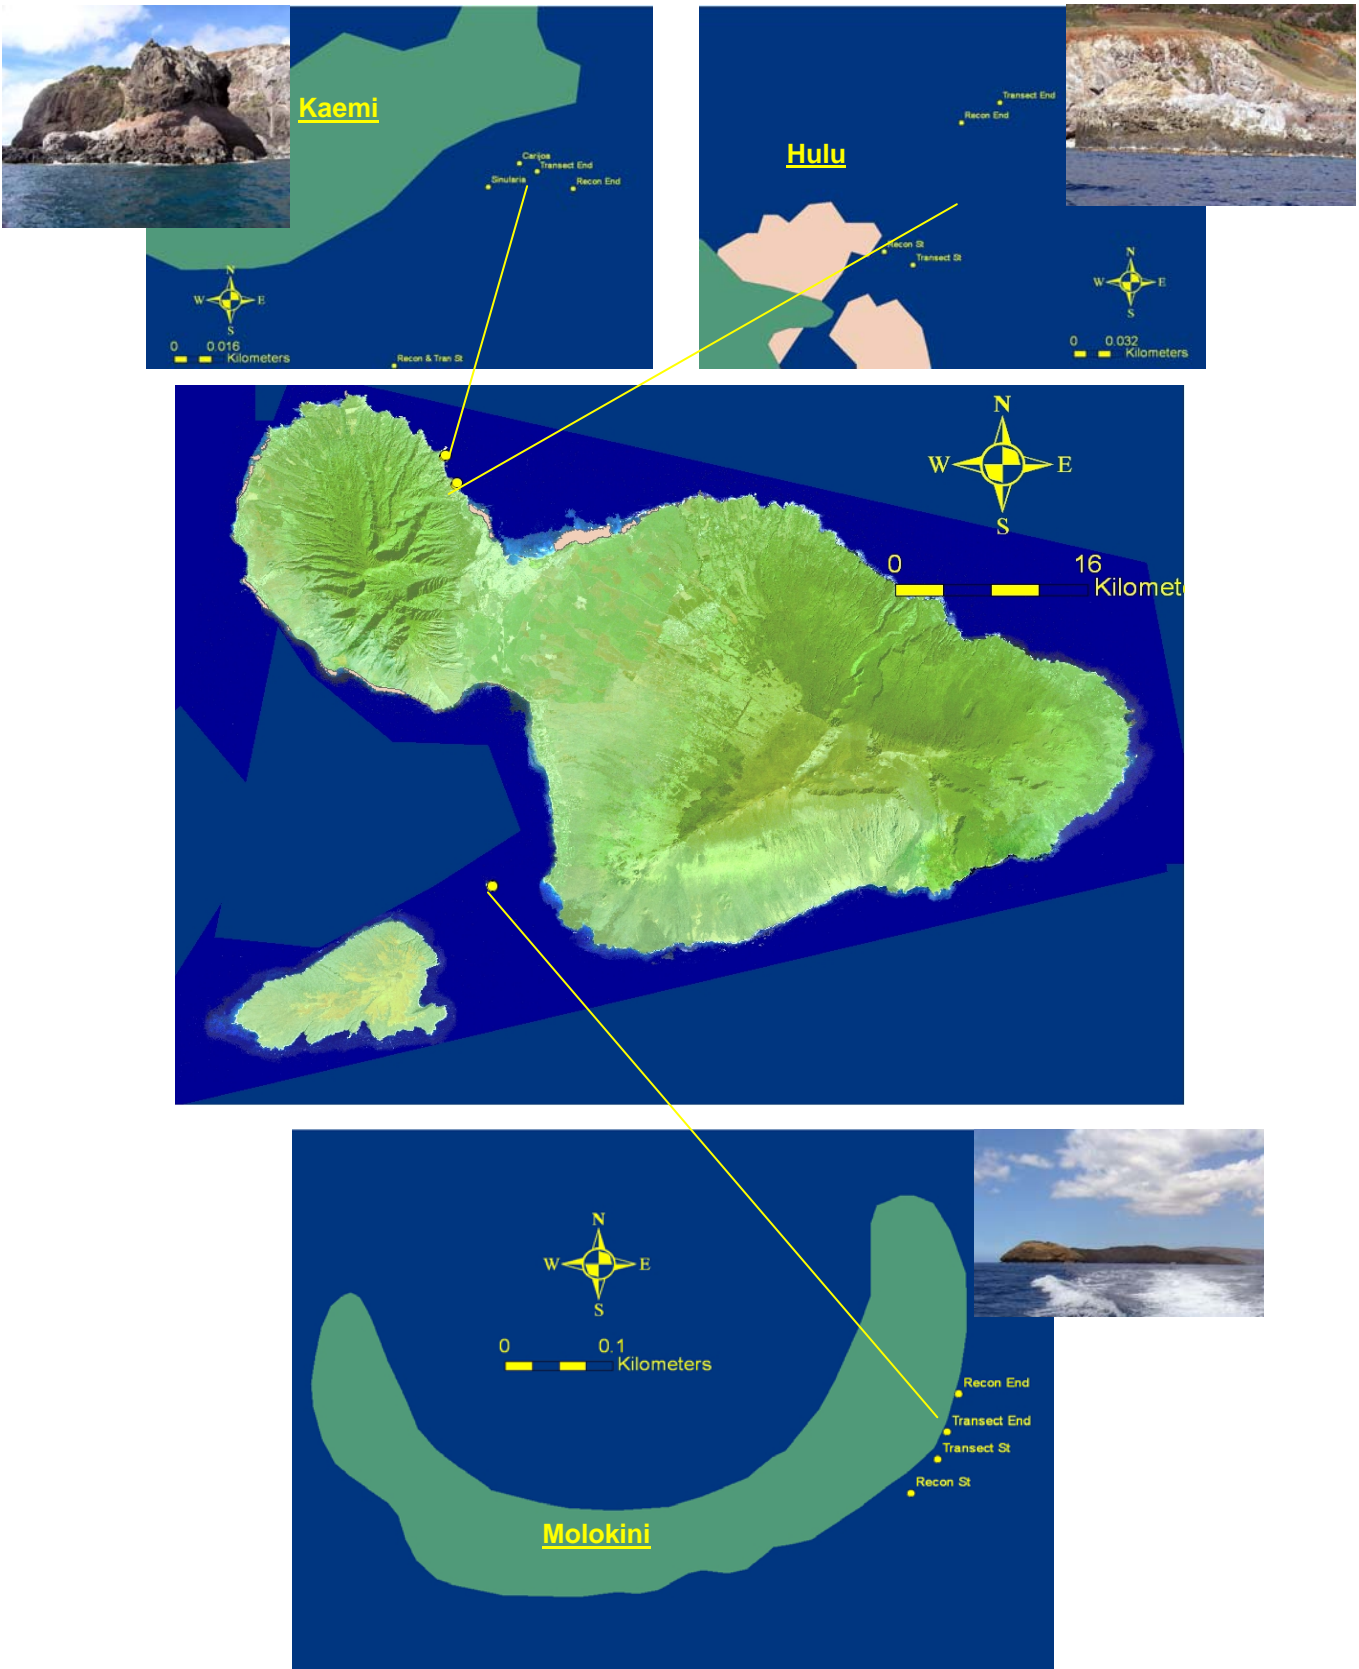 Kaemi
Carijoa
Transect End
Sinularia
Recon End
N
W E
S
0 0.016
Kilometers
Recon & Tran St
Hulu
Transect End
Recon End
Recon St
Transect St
N
W E
S
0 0.032
Kilometers
N
W E
S
0 16
Kilomet
N
W E
S
0 0.1
Kilometers
Recon End
Transect End
Transect St
Recon St
Molokini